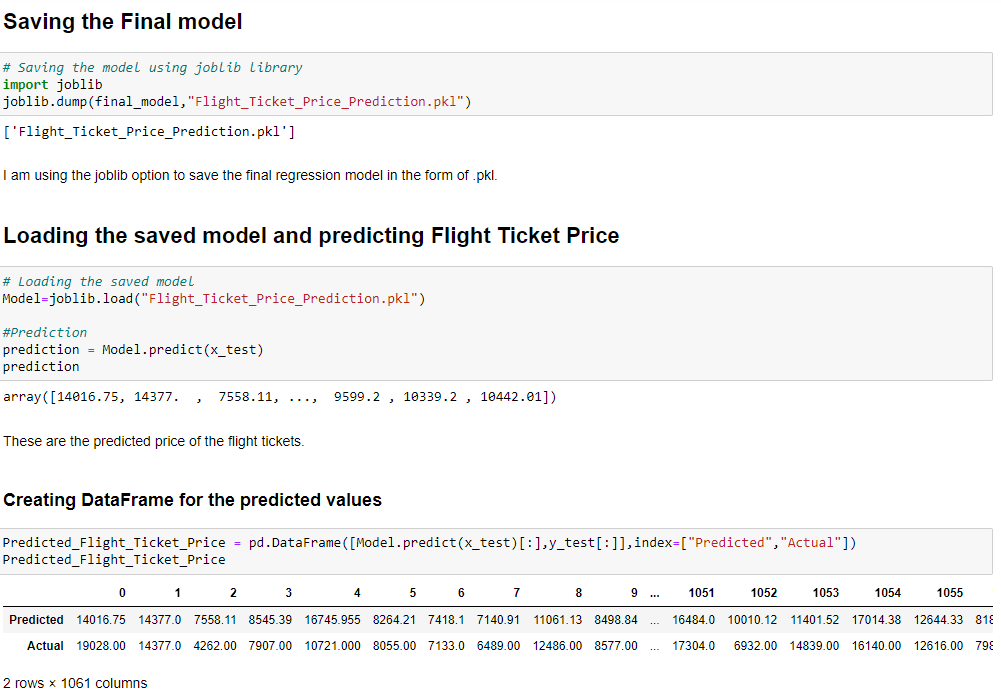 Saving the Final model
# Saving the model using joblib library
import joblib
joblib.dump(final_model,"Flight_Ticket_Price_Prediction.pkl")
['Flight_Ticket_Price_Prediction.pkl']
I am using the joblib option to save the final regression model in the form of .pkl.
Loading the saved model and predicting Flight Ticket Price
# Loading the saved model
Model=joblib.load("Flight_Ticket_Price_Prediction.pkl")
#Prediction
prediction = Model.predict(x_test)
prediction
array([14016.75, 14377.  ,  7558.11, ...,  9599.2 , 10339.2 , 10442.01])
These are the predicted price of the flight tickets.
Creating DataFrame for the predicted values
Predicted_Flight_Ticket_Price = pd.DataFrame([Model.predict(x_test)[:],y_test[:]],index=["Predicted","Actual"])
Predicted_Flight_Ticket_Price
0 1 2 3 4 5 6 7 8 9 ... 1051 1052 1053 1054 1055
Predicted 14016.75 14377.0 7558.11 8545.39 16745.955 8264.21 7418.1 7140.91 11061.13 8498.84 ... 16484.0 10010.12 11401.52 17014.38 12644.33
Actual 19028.00 14377.0 4262.00 7907.00 10721.000 8055.00 7133.0 6489.00 12486.00 8577.00 ... 17304.0 6932.00 14839.00 16140.00 12616.00
2 rows × 1061 columns